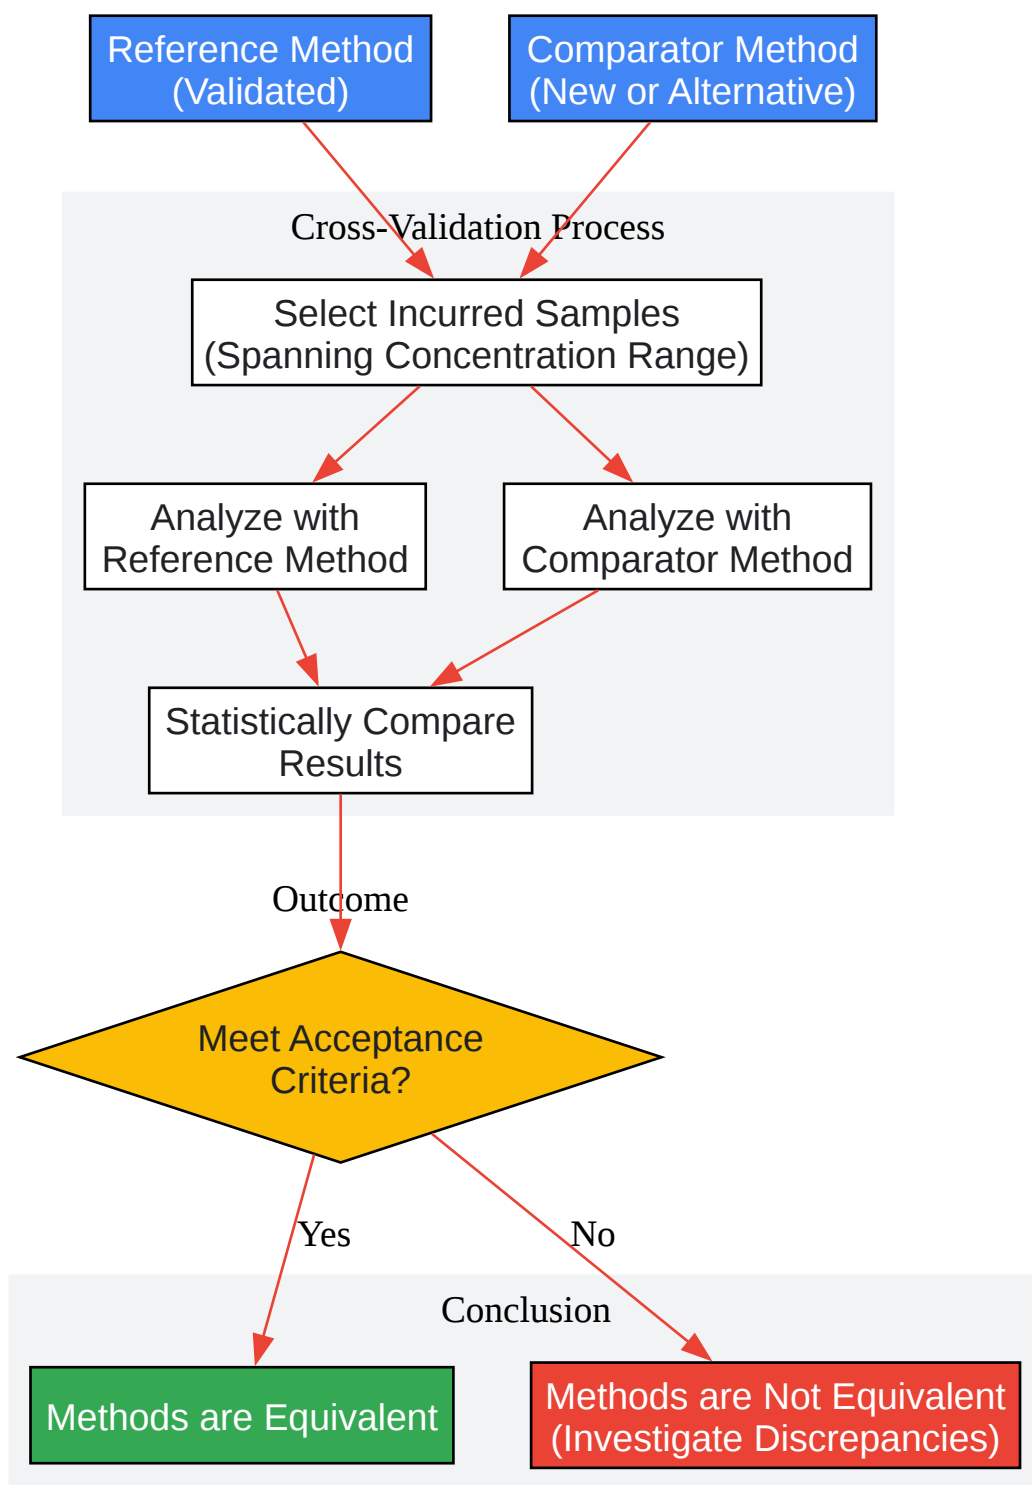 Reference Method
(Validated)
Comparator Method
(New or Alternative)
Cross-Validation Process
Select Incurred Samples
(Spanning Concentration Range)
Analyze with
Reference Method
Analyze with
Comparator Method
Statistically Compare
Results
Outcome
Meet Acceptance
Criteria?
Yes
No
Conclusion
Methods are Equivalent
Methods are Not Equivalent
(Investigate Discrepancies)